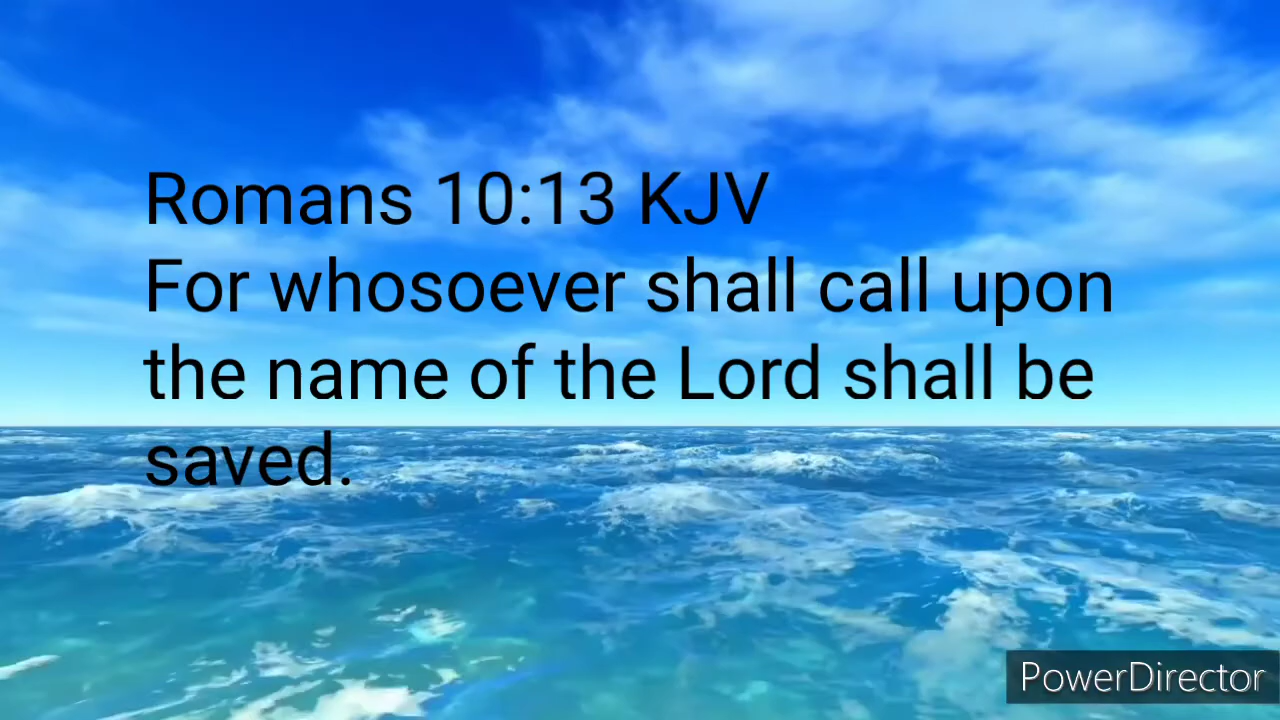 Romans 10:13 KJV
For whosoever shall call upon
the name of the Lord shall be
saved.
PowerDirector